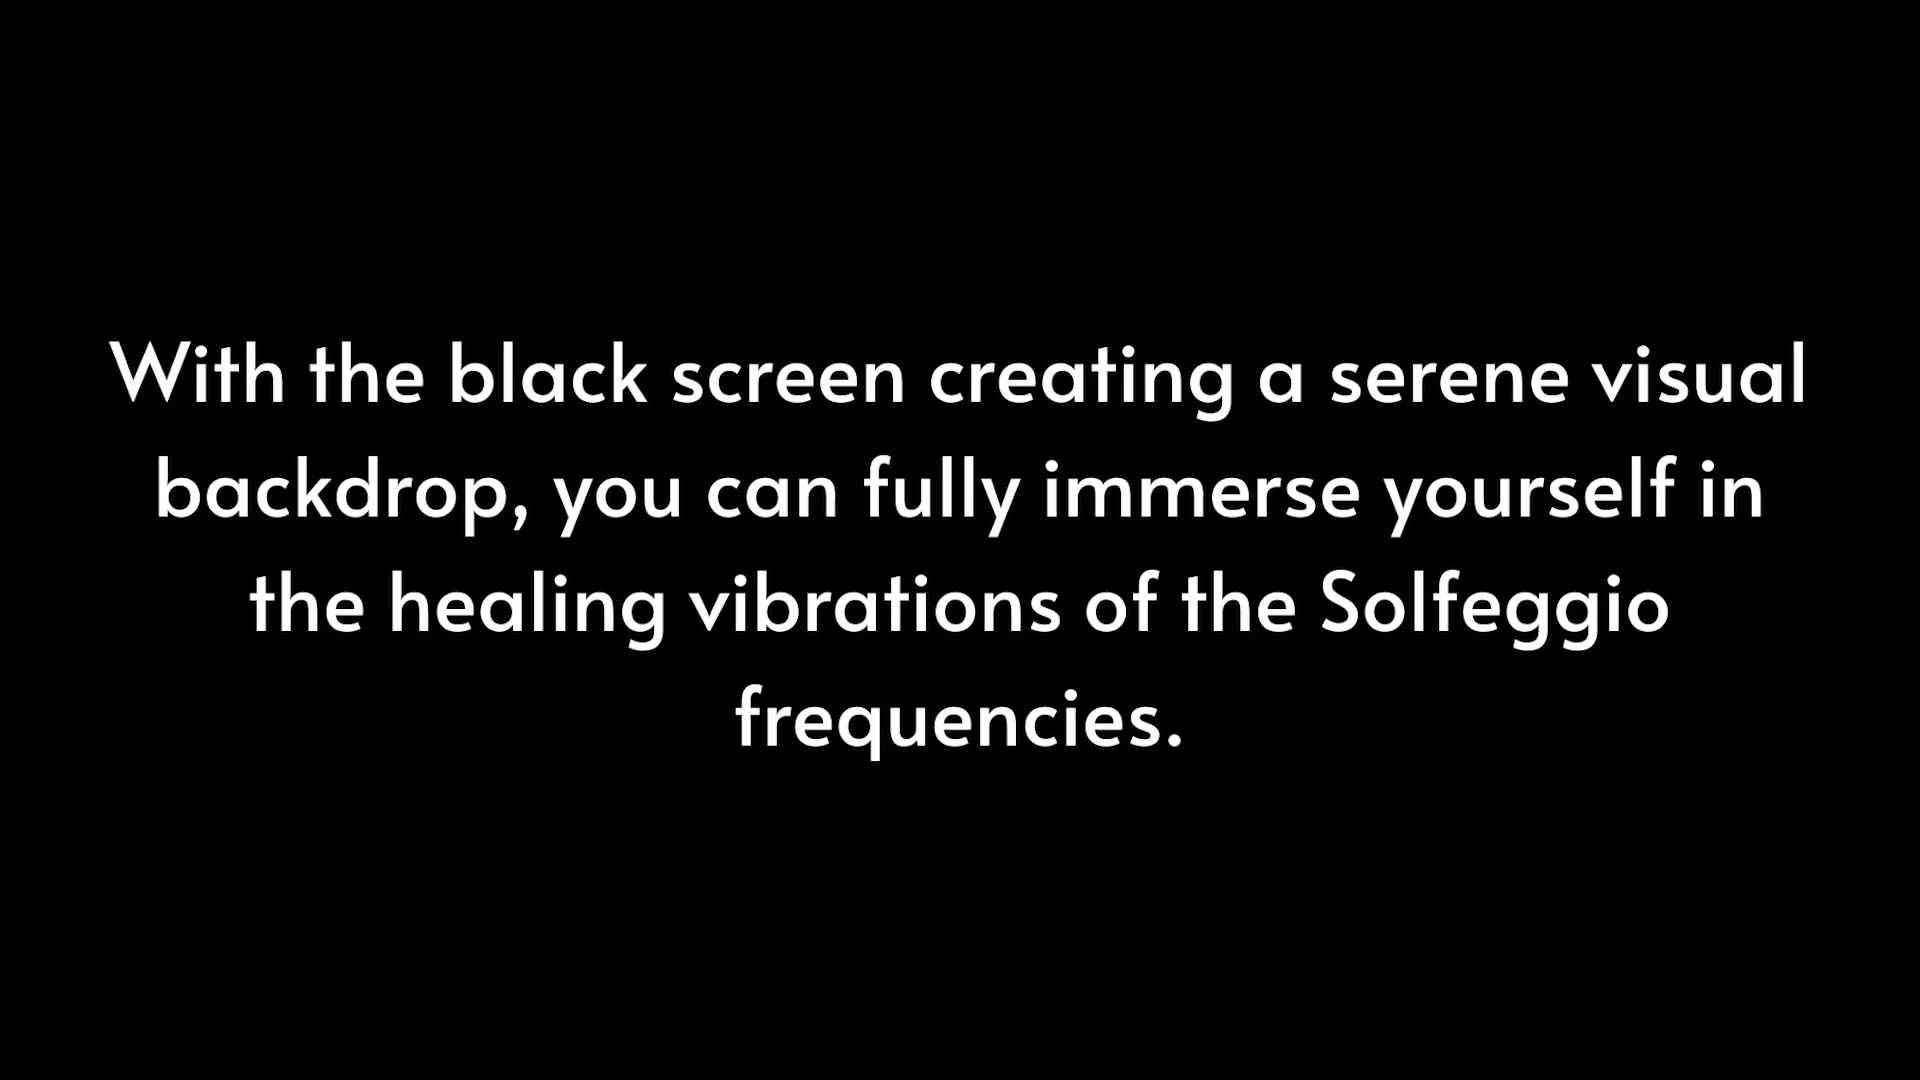 With the black screen creating a serene visual
backdrop, you can fully immerse yourself in
the healing vibrations of the Solfeggio
frequencies.